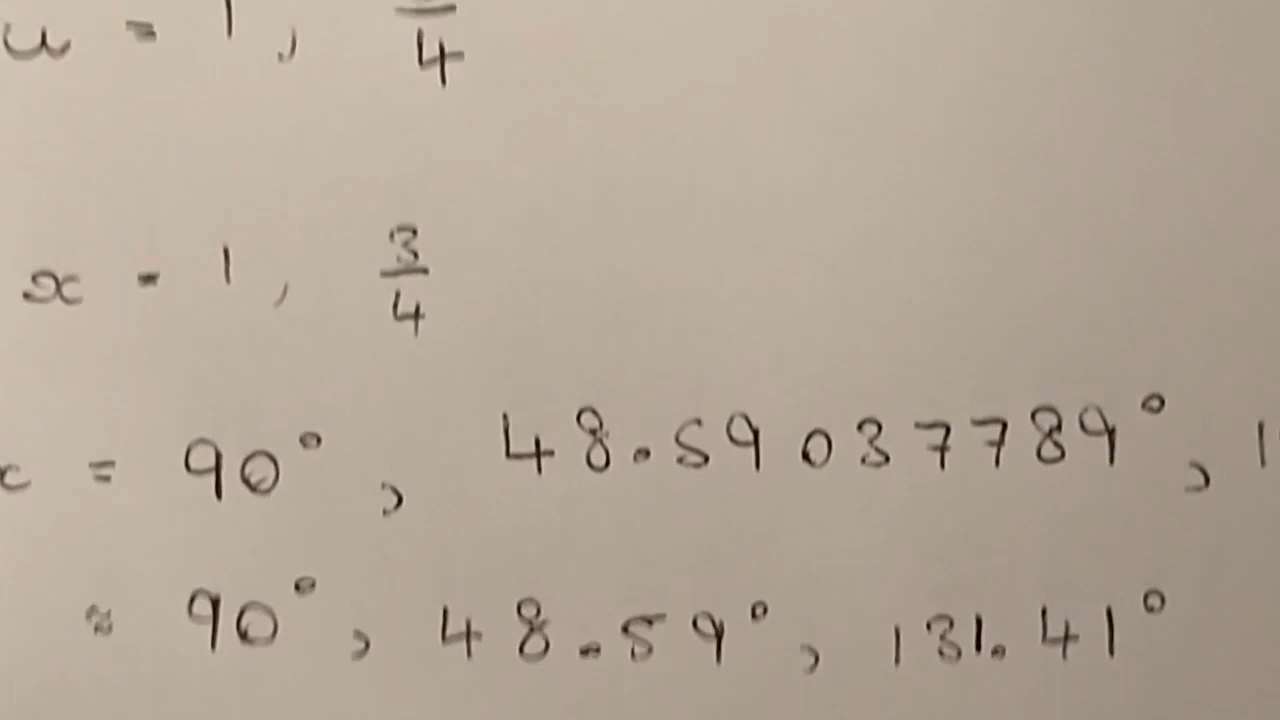 u = 1, /4
x = 1, 3/4
x = 90°, 48.59037789°, 1
≈ 90°, 48.59°, 131.41°